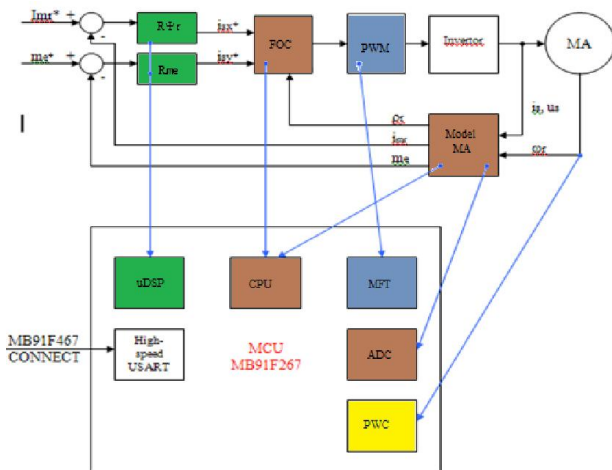 Imr* +
RΨr
isx*
-
me* +
Rme
isy*
-
FOC
PWM
Invertor
MA
is, us
ρs
isx
me
Model
MA
ωr
uDSP
CPU
MFT
MB91F467
CONNECT
High-
speed
USART
MCU
MB91F267
ADC
PWC